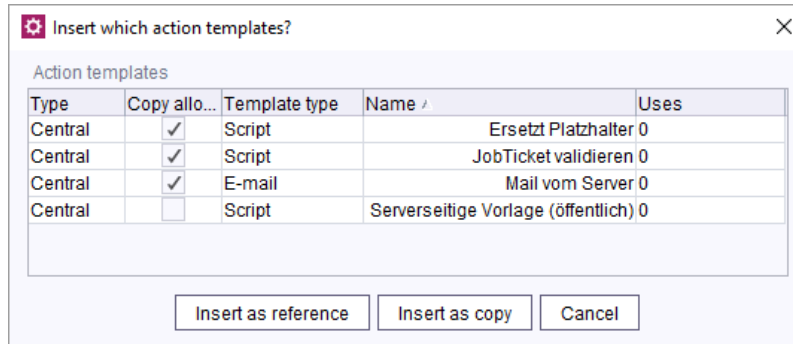 Insert which action templates?
Action templates
Type Copy allo... Template type Name Uses
Central Script Ersetzt Platzhalter 0
Central Script JobTicket validieren 0
Central E-mail Mail vom Server 0
Central Script Serverseitige Vorlage (öffentlich) 0
Insert as reference Insert as copy Cancel